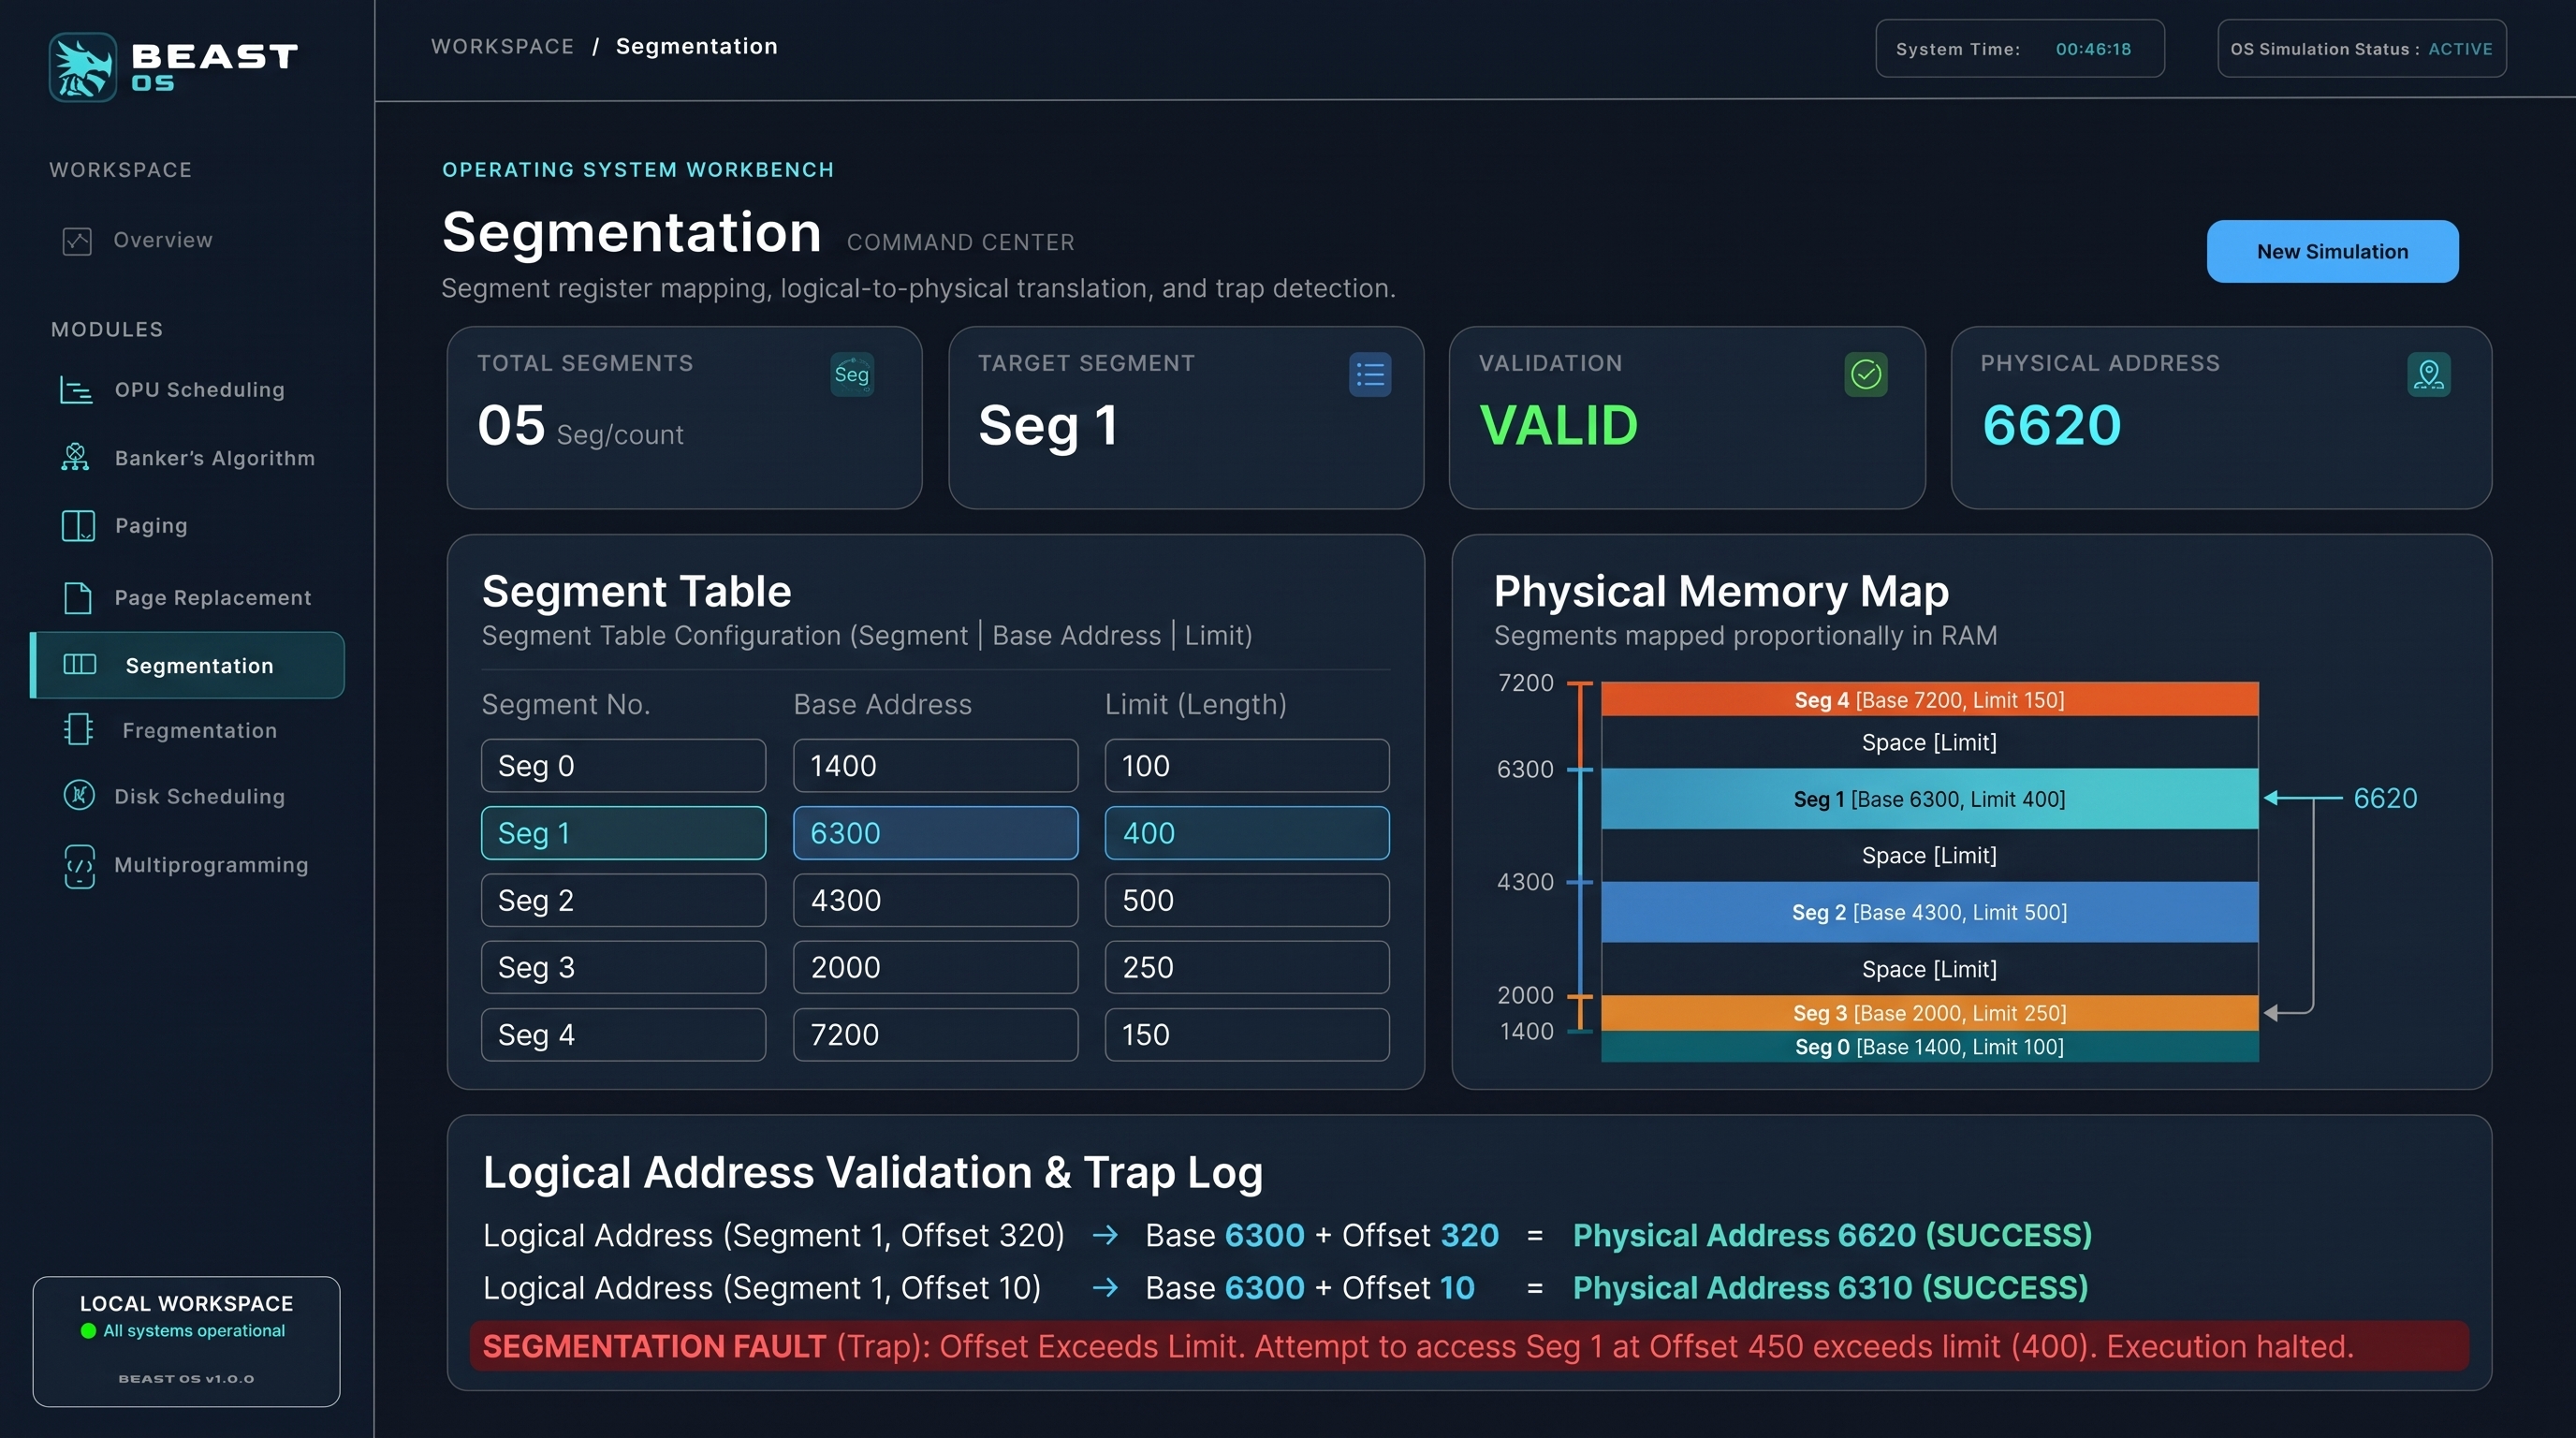 BEAST
OS
WORKSPACE
Overview
MODULES
OPU Scheduling
Banker's Algorithm
Paging
Page Replacement
Segmentation
Fregmentation
Disk Scheduling
Multiprogramming
LOCAL WORKSPACE
All systems operational
BEAST OS v1.0.0
WORKSPACE / Segmentation
System Time: 00:46:18
OS Simulation Status : ACTIVE
OPERATING SYSTEM WORKBENCH
Segmentation COMMAND CENTER
Segment register mapping, logical-to-physical translation, and trap detection.
New Simulation
TOTAL SEGMENTS
Seg
05 Seg/count
TARGET SEGMENT
Seg 1
VALIDATION
VALID
PHYSICAL ADDRESS
6620
Segment Table
Segment Table Configuration (Segment | Base Address | Limit)
Segment No. Base Address Limit (Length)
Seg 0 1400 100
Seg 1 6300 400
Seg 2 4300 500
Seg 3 2000 250
Seg 4 7200 150
Physical Memory Map
Segments mapped proportionally in RAM
7200
Seg 4 [Base 7200, Limit 150]
Space [Limit]
6300
Seg 1 [Base 6300, Limit 400]
6620
Space [Limit]
4300
Seg 2 [Base 4300, Limit 500]
Space [Limit]
2000
Seg 3 [Base 2000, Limit 250]
1400
Seg 0 [Base 1400, Limit 100]
Logical Address Validation & Trap Log
Logical Address (Segment 1, Offset 320) → Base 6300 + Offset 320 = Physical Address 6620 (SUCCESS)
Logical Address (Segment 1, Offset 10) → Base 6300 + Offset 10 = Physical Address 6310 (SUCCESS)
SEGMENTATION FAULT (Trap): Offset Exceeds Limit. Attempt to access Seg 1 at Offset 450 exceeds limit (400). Execution halted.